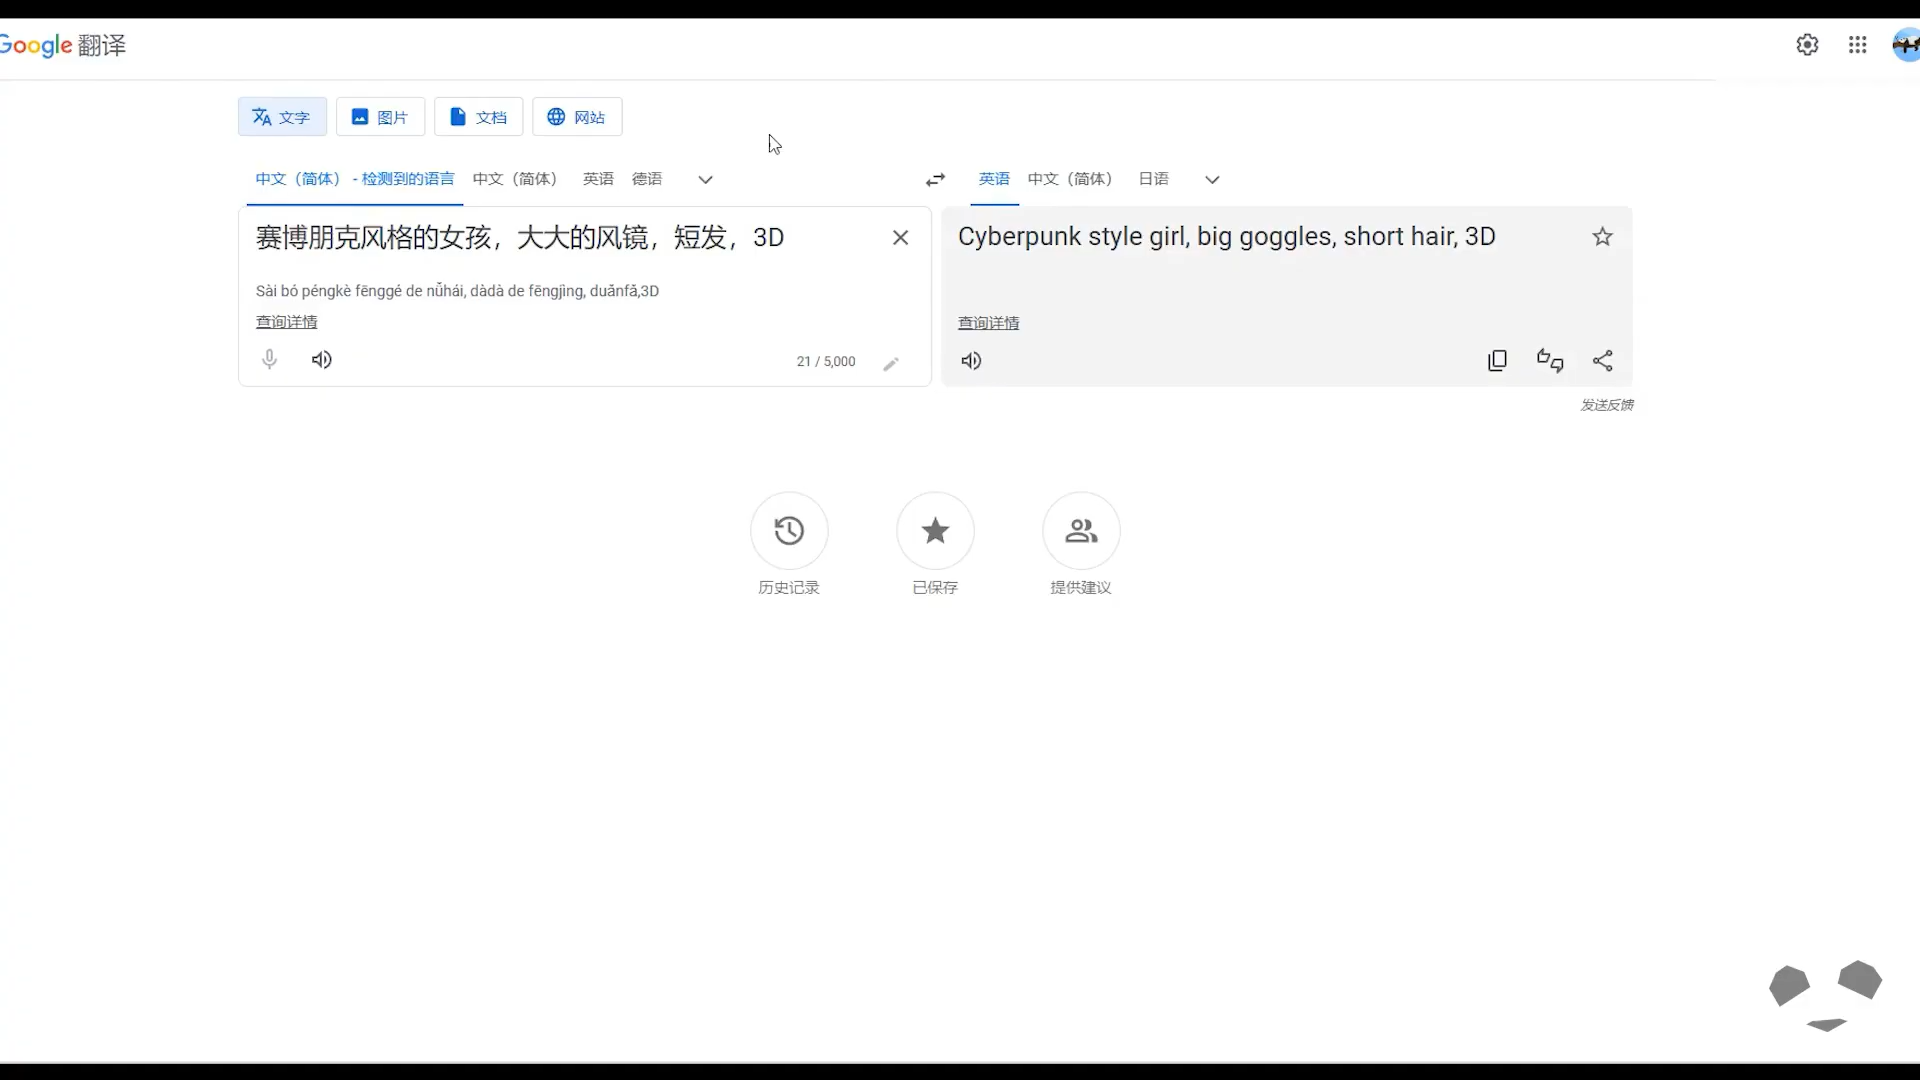 Google 翻译
文字 图片 文档 网站
中文（简体） - 检测到的语言 中文（简体） 英语 德语 英语 中文（简体） 日语
赛博朋克风格的女孩，大大的风镜，短发，3D
Cyberpunk style girl, big goggles, short hair, 3D
Sài bó péngkè fēnggé de nǚhái, dàdà de fēngjìng, duǎnfǎ,3D
查询详情
查询详情
21 / 5,000
发送反馈
历史记录 已保存 提供建议